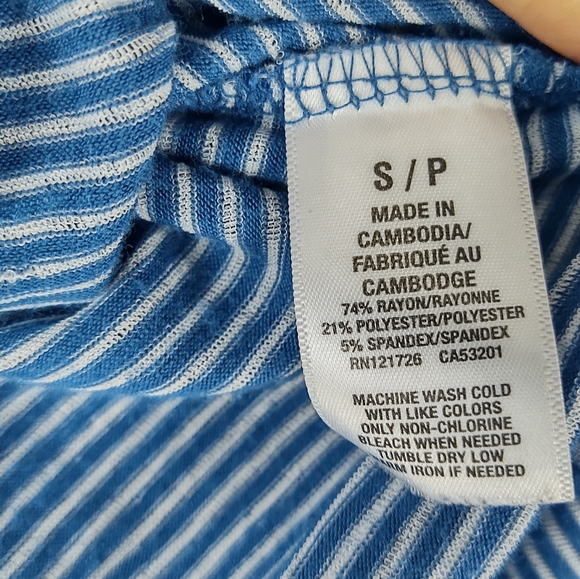 S / P
MADE IN
CAMBODIA/
FABRIQUÉ AU
CAMBODGE
74% RAYON/RAYONNE
21% POLYESTER/POLYESTER
5% SPANDEX/SPANDEX
RN121726 CA53201
MACHINE WASH COLD
WITH LIKE COLORS
ONLY NON-CHLORINE
BLEACH WHEN NEEDED
TUMBLE DRY LOW
IRON IF NEEDED